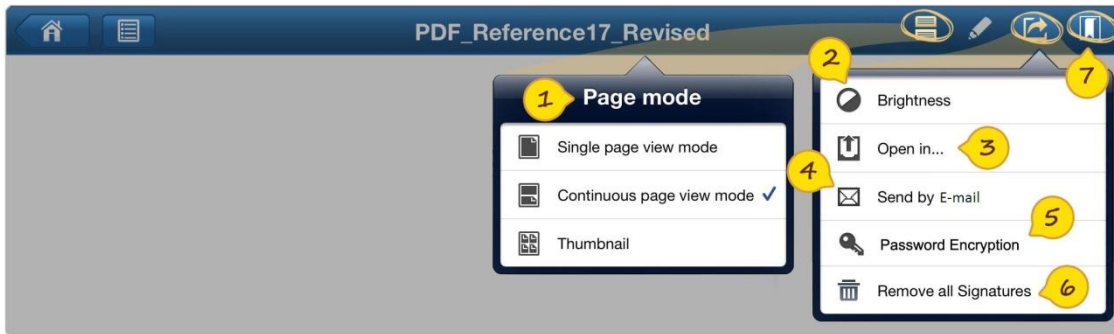 PDF_Reference17_Revised
2
7
1 Page mode
Single page view mode
Continuous page view mode
Thumbnail
Brightness
Open in... 3
4
Send by E-mail
5
Password Encryption
Remove all Signatures 6